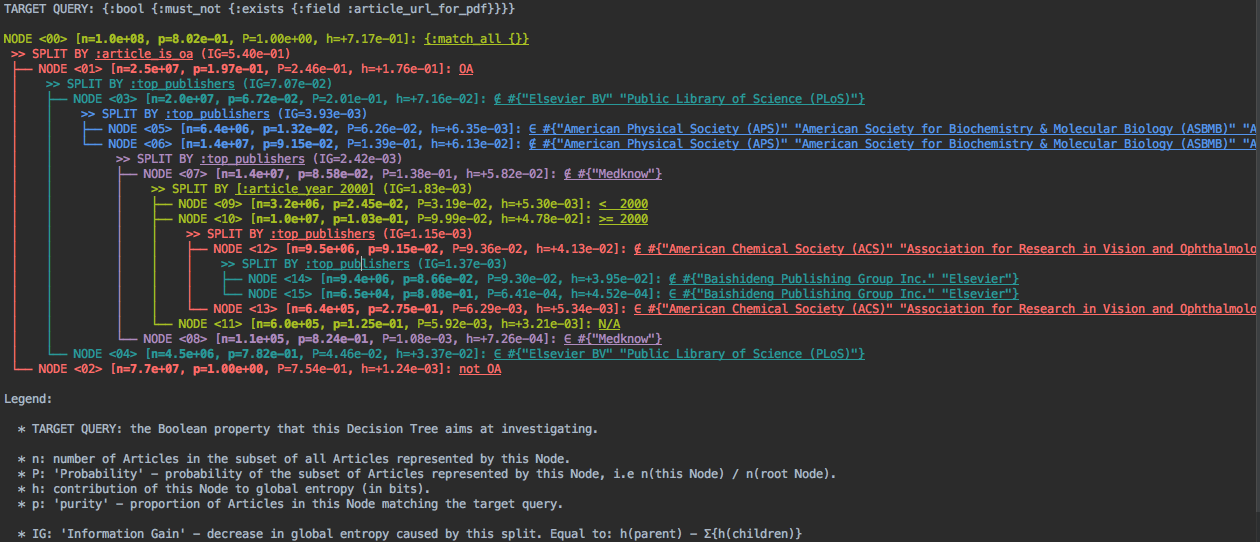 TARGET QUERY: {:bool {:must_not {:exists {:field :article_url_for_pdf}}}}
NODE <00> [n=1.0e+08, p=8.02e-01, P=1.00e+00, h=+7.17e-01]: {:match_all {}}
>> SPLIT BY :article_is_oa (IG=5.40e-01)
NODE <01> [n=2.5e+07, p=1.97e-01, P=2.46e-01, h=+1.76e-01]: OA
>> SPLIT BY :top_publishers (IG=7.07e-02)
NODE <03> [n=2.0e+07, p=6.72e-02, P=2.01e-01, h=+7.16e-02]: ∉ #{"Elsevier BV" "Public Library of Science (PLoS)"}
>> SPLIT BY :top_publishers (IG=3.93e-03)
NODE <05> [n=6.4e+06, p=1.32e-02, P=6.26e-02, h=+6.35e-03]: ∈ #{"American Physical Society (APS)" "American Society for Biochemistry & Molecular Biology (ASBMB)" "A
NODE <06> [n=1.4e+07, p=9.15e-02, P=1.39e-01, h=+6.13e-02]: ∉ #{"American Physical Society (APS)" "American Society for Biochemistry & Molecular Biology (ASBMB)" "A
>> SPLIT BY :top_publishers (IG=2.42e-03)
NODE <07> [n=1.4e+07, p=8.58e-02, P=1.38e-01, h=+5.82e-02]: ∉ #{"Medknow"}
>> SPLIT BY [:article_year 2000] (IG=1.83e-03)
NODE <09> [n=3.2e+06, p=2.45e-02, P=3.19e-02, h=+5.30e-03]: <  2000
NODE <10> [n=1.0e+07, p=1.03e-01, P=9.99e-02, h=+4.78e-02]: >= 2000
>> SPLIT BY :top_publishers (IG=1.15e-03)
NODE <12> [n=9.5e+06, p=9.15e-02, P=9.36e-02, h=+4.13e-02]: ∉ #{"American Chemical Society (ACS)" "Association for Research in Vision and Ophthalmolo
>> SPLIT BY :top_publishers (IG=1.37e-03)
NODE <14> [n=9.4e+06, p=8.66e-02, P=9.30e-02, h=+3.95e-02]: ∉ #{"Baishideng Publishing Group Inc." "Elsevier"}
NODE <15> [n=6.5e+04, p=8.08e-01, P=6.41e-04, h=+4.52e-04]: ∈ #{"Baishideng Publishing Group Inc." "Elsevier"}
NODE <13> [n=6.4e+05, p=2.75e-01, P=6.29e-03, h=+5.34e-03]: ∈ #{"American Chemical Society (ACS)" "Association for Research in Vision and Ophthalmolo
NODE <11> [n=6.0e+05, p=1.25e-01, P=5.92e-03, h=+3.21e-03]: N/A
NODE <08> [n=1.1e+05, p=8.24e-01, P=1.08e-03, h=+7.26e-04]: ∈ #{"Medknow"}
NODE <04> [n=4.5e+06, p=7.82e-01, P=4.46e-02, h=+3.37e-02]: ∈ #{"Elsevier BV" "Public Library of Science (PLoS)"}
NODE <02> [n=7.7e+07, p=1.00e+00, P=7.54e-01, h=+1.24e-03]: not OA
Legend:
* TARGET QUERY: the Boolean property that this Decision Tree aims at investigating.
* n: number of Articles in the subset of all Articles represented by this Node.
* P: 'Probability' - probability of the subset of Articles represented by this Node, i.e n(this Node) / n(root Node).
* h: contribution of this Node to global entropy (in bits).
* p: 'purity' - proportion of Articles in this Node matching the target query.
* IG: 'Information Gain' - decrease in global entropy caused by this split. Equal to: h(parent) - Σ{h(children)}